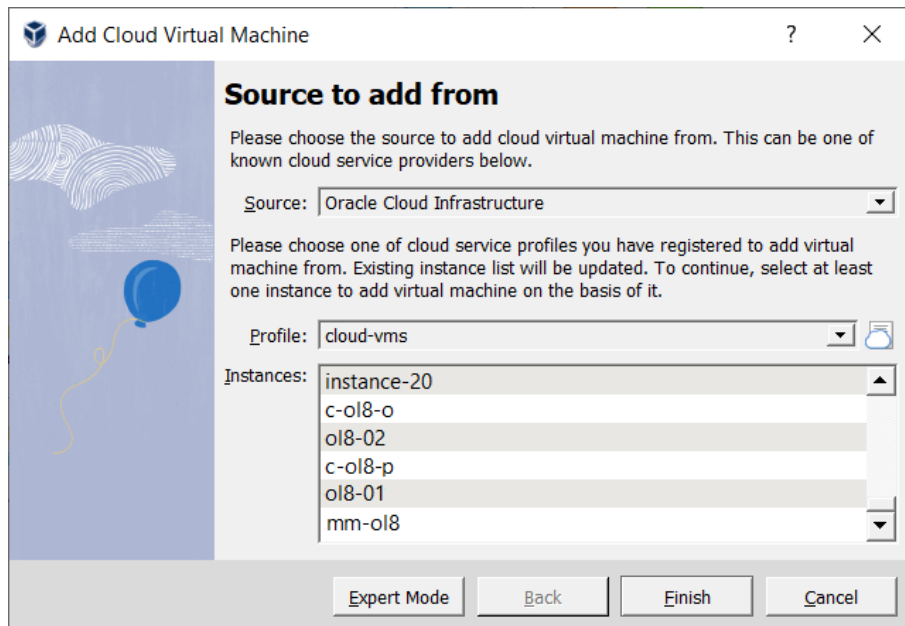 Add Cloud Virtual Machine
?
Source to add from
Please choose the source to add cloud virtual machine from. This can be one of
known cloud service providers below.
Source: Oracle Cloud Infrastructure
Please choose one of cloud service profiles you have registered to add virtual
machine from. Existing instance list will be updated. To continue, select at least
one instance to add virtual machine on the basis of it.
Profile: cloud-vms
Instances: instance-20
c-ol8-o
ol8-02
c-ol8-p
ol8-01
mm-ol8
Expert Mode Back Finish Cancel